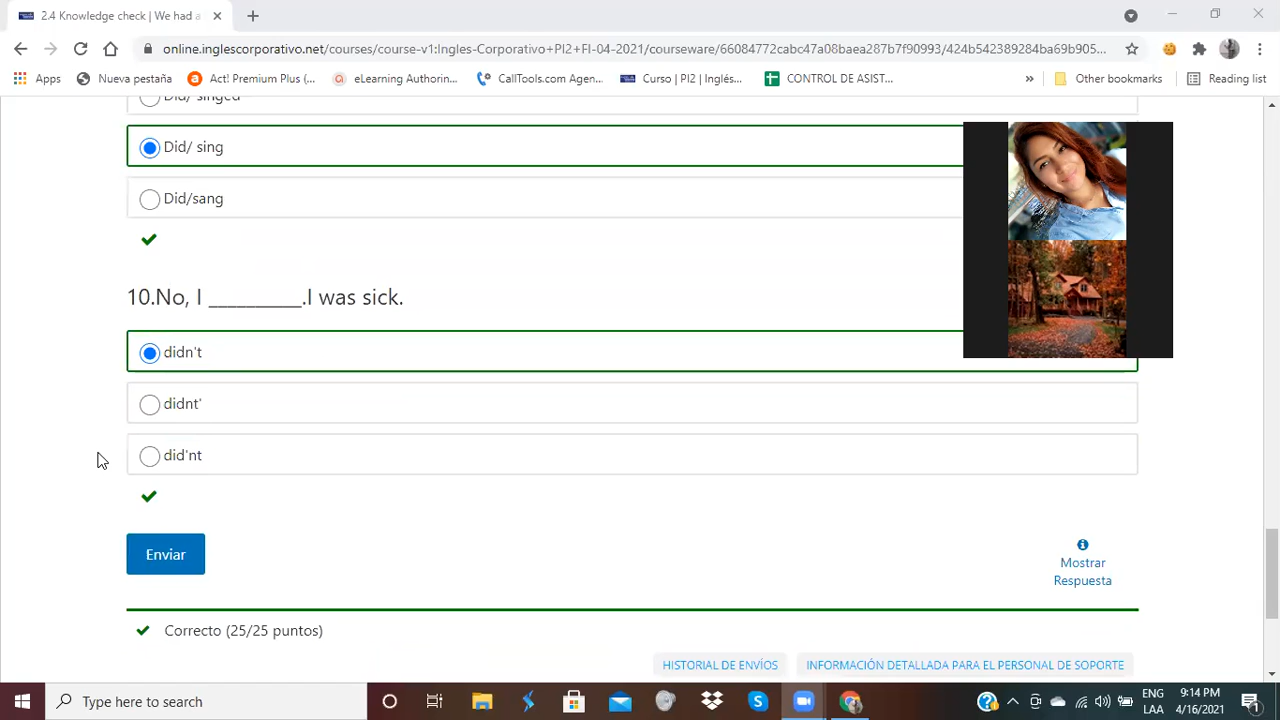 2.4 Knowledge check | We had a
online.inglescorporativo.net/courses/course-v1:Ingles-Corporativo+PI2+FI-04-2021/courseware/66084772cabc47a08baea287b7f90993/424b542389284ba69b905...
Apps
Nueva pestaña
Act! Premium Plus (...
eLearning Authorin...
CallTools.com Agen...
Curso | PI2 | Inglés...
CONTROL DE ASIST...
»
Other bookmarks
Reading list
Did/ singed
Did/ sing
Did/sang
10.No, I __________.I was sick.
didn't
didnt'
did'nt
Enviar
Mostrar
Respuesta
Correcto (25/25 puntos)
HISTORIAL DE ENVÍOS
INFORMACIÓN DETALLADA PARA EL PERSONAL DE SOPORTE
Type here to search
ENG
LAA
9:14 PM
4/16/2021
1